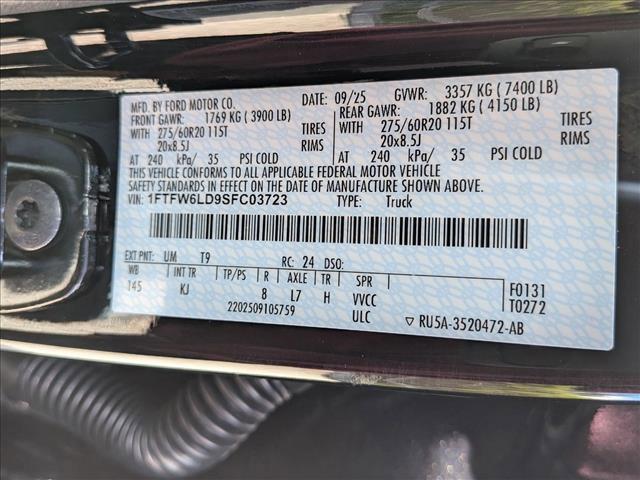 MFD. BY FORD MOTOR CO. DATE: 09/25 GVWR: 3357 KG ( 7400 LB)
FRONT GAWR: 1769 KG ( 3900 LB) REAR GAWR: 1882 KG ( 4150 LB)
WITH 275/60R20 115T TIRES WITH 275/60R20 115T TIRES
20x8.5J RIMS 20x8.5J RIMS
AT 240 kPa/ 35 PSI COLD AT 240 kPa/ 35 PSI COLD
THIS VEHICLE CONFORMS TO ALL APPLICABLE FEDERAL MOTOR VEHICLE
SAFETY STANDARDS IN EFFECT ON THE DATE OF MANUFACTURE SHOWN ABOVE.
VIN: 1FTFW6LD9SFC03723 TYPE: Truck
EXT PNT: UM T9 RC: 24 DSO:
WB INT TR TP/PS R AXLE TR SPR F0131
145 KJ 8 L7 H VVCC T0272
2202509105759 ULC ▽ RU5A-3520472-AB